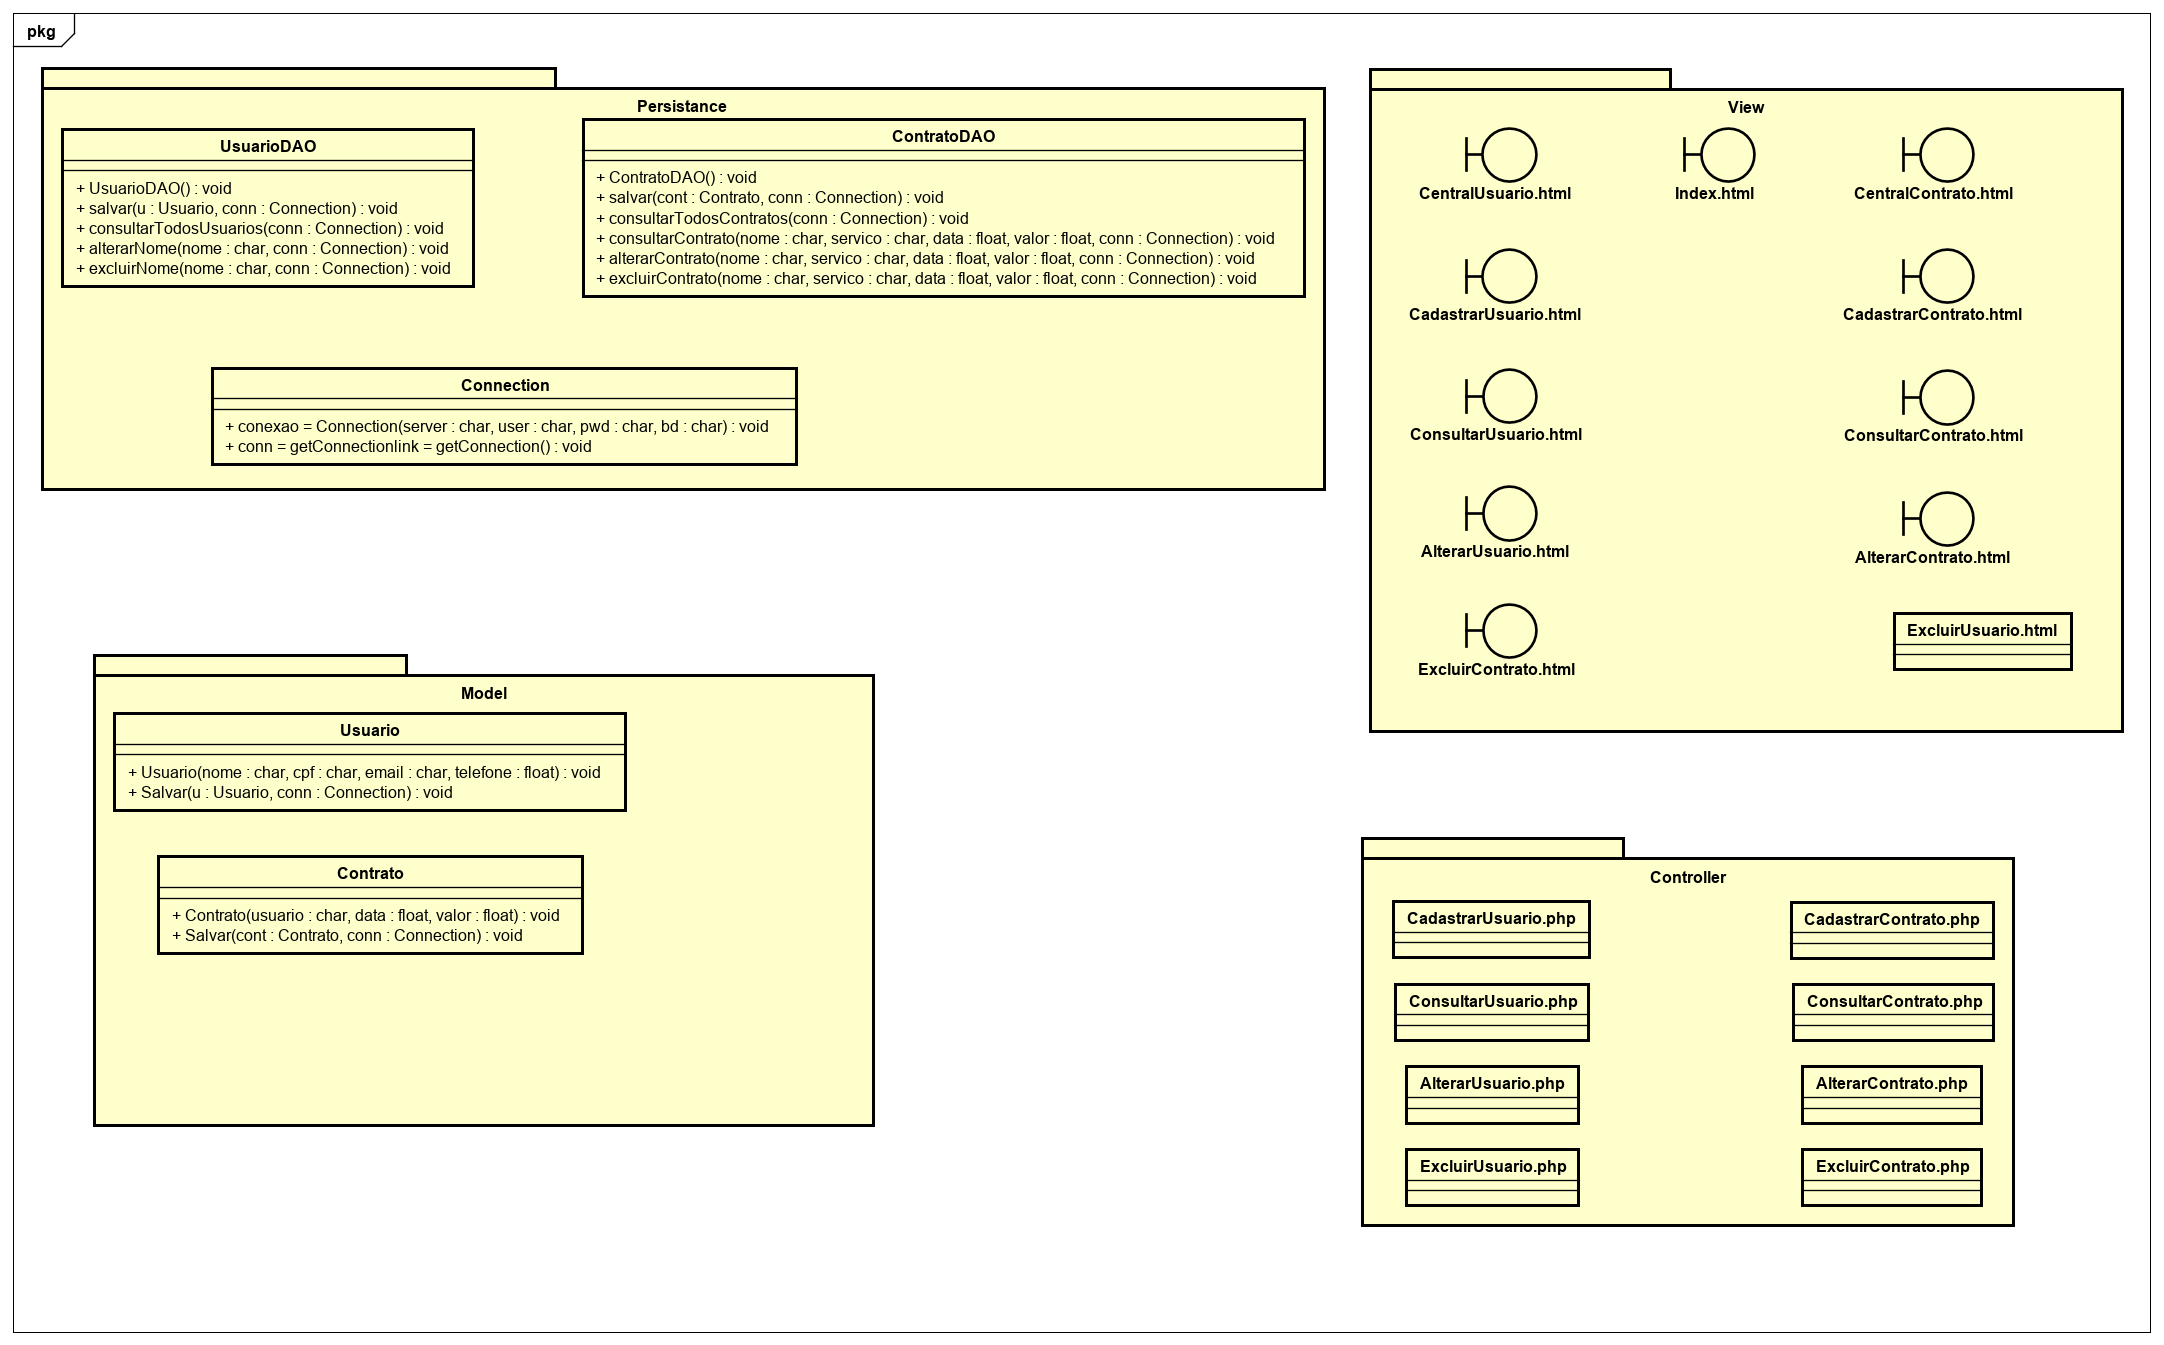 pkg
Persistance
UsuarioDAO
+ UsuarioDAO() : void
+ salvar(u : Usuario, conn : Connection) : void
+ consultarTodosUsuarios(conn : Connection) : void
+ alterarNome(nome : char, conn : Connection) : void
+ excluirNome(nome : char, conn : Connection) : void
ContratoDAO
+ ContratoDAO() : void
+ salvar(cont : Contrato, conn : Connection) : void
+ consultarTodosContratos(conn : Connection) : void
+ consultarContrato(nome : char, servico : char, data : float, valor : float, conn : Connection) : void
+ alterarContrato(nome : char, servico : char, data : float, valor : float, conn : Connection) : void
+ excluirContrato(nome : char, servico : char, data : float, valor : float, conn : Connection) : void
Connection
+ conexao = Connection(server : char, user : char, pwd : char, bd : char) : void
+ conn = getConnectionlink = getConnection() : void
View
CentralUsuario.html
Index.html
CentralContrato.html
CadastrarUsuario.html
CadastrarContrato.html
ConsultarUsuario.html
ConsultarContrato.html
AlterarUsuario.html
AlterarContrato.html
ExcluirContrato.html
ExcluirUsuario.html
Model
Usuario
+ Usuario(nome : char, cpf : char, email : char, telefone : float) : void
+ Salvar(u : Usuario, conn : Connection) : void
Contrato
+ Contrato(usuario : char, data : float, valor : float) : void
+ Salvar(cont : Contrato, conn : Connection) : void
Controller
CadastrarUsuario.php
CadastrarContrato.php
ConsultarUsuario.php
ConsultarContrato.php
AlterarUsuario.php
AlterarContrato.php
ExcluirUsuario.php
ExcluirContrato.php